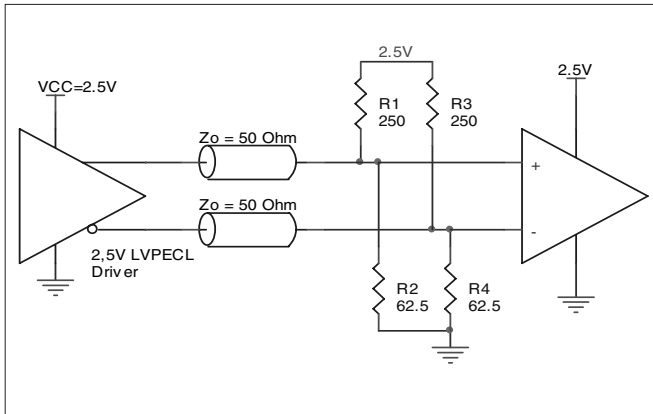 2.5V
VCC=2.5V
2.5V
R1
250
R3
250
Zo = 50 Ohm
+
Zo = 50 Ohm
-
2,5V LVPECL
Driver
R2
62.5
R4
62.5